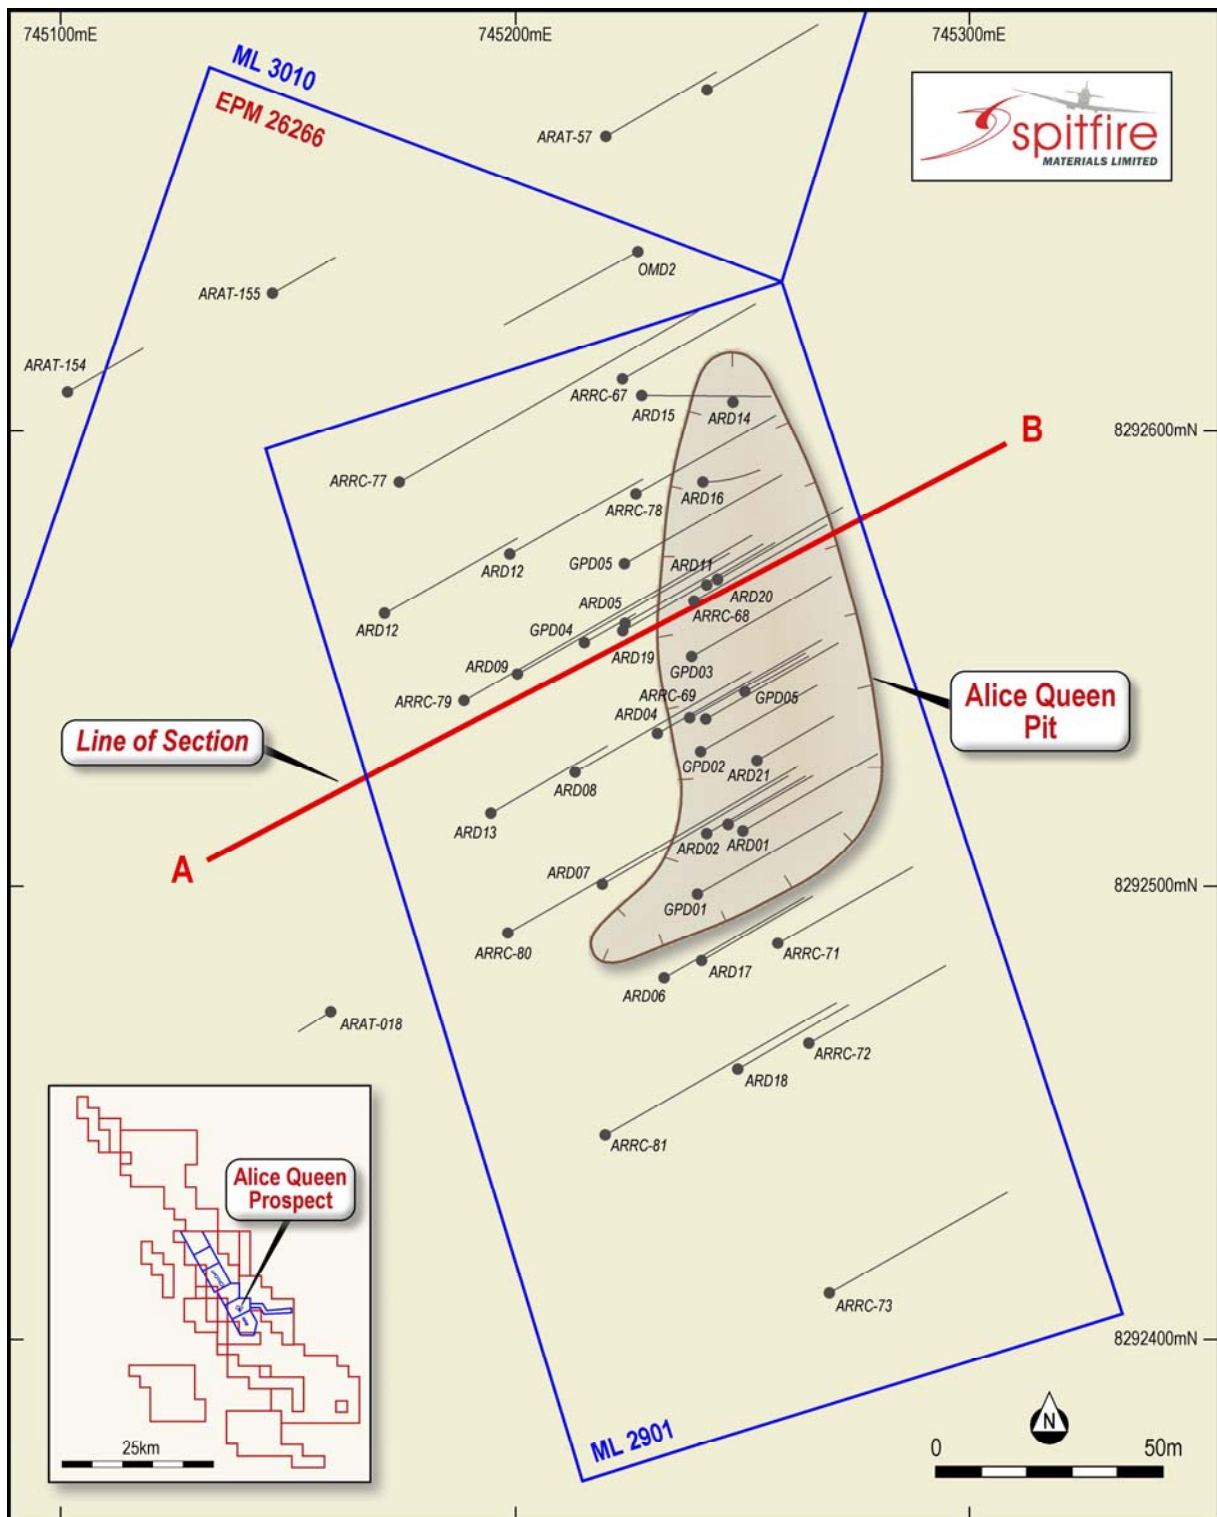 745100mE
745200mE
745300mE
ML 3010
EPM 26266
spitfire
MATERIALS LIMITED
ARAT-57
OMD2
ARAT-155
ARAT-154
ARRC-67
ARD15
ARD14
B
8292600mN
ARRC-77
ARD16
ARRC-78
ARD12
GPD05
ARD11
ARD20
ARD05
ARRC-68
ARD12
GPD04
ARD19
ARD09
GPD03
ARRC-79
ARRC-69
GPD05
ARD04
Alice Queen
Pit
Line of Section
GPD02
ARD21
ARD08
ARD13
ARD02
ARD01
A
ARD07
8292500mN
GPD01
ARRC-80
ARRC-71
ARD17
ARD06
ARAT-018
ARRC-72
ARD18
ARRC-81
Alice Queen
Prospect
ARRC-73
8292400mN
ML 2901
N
25km
0
50m